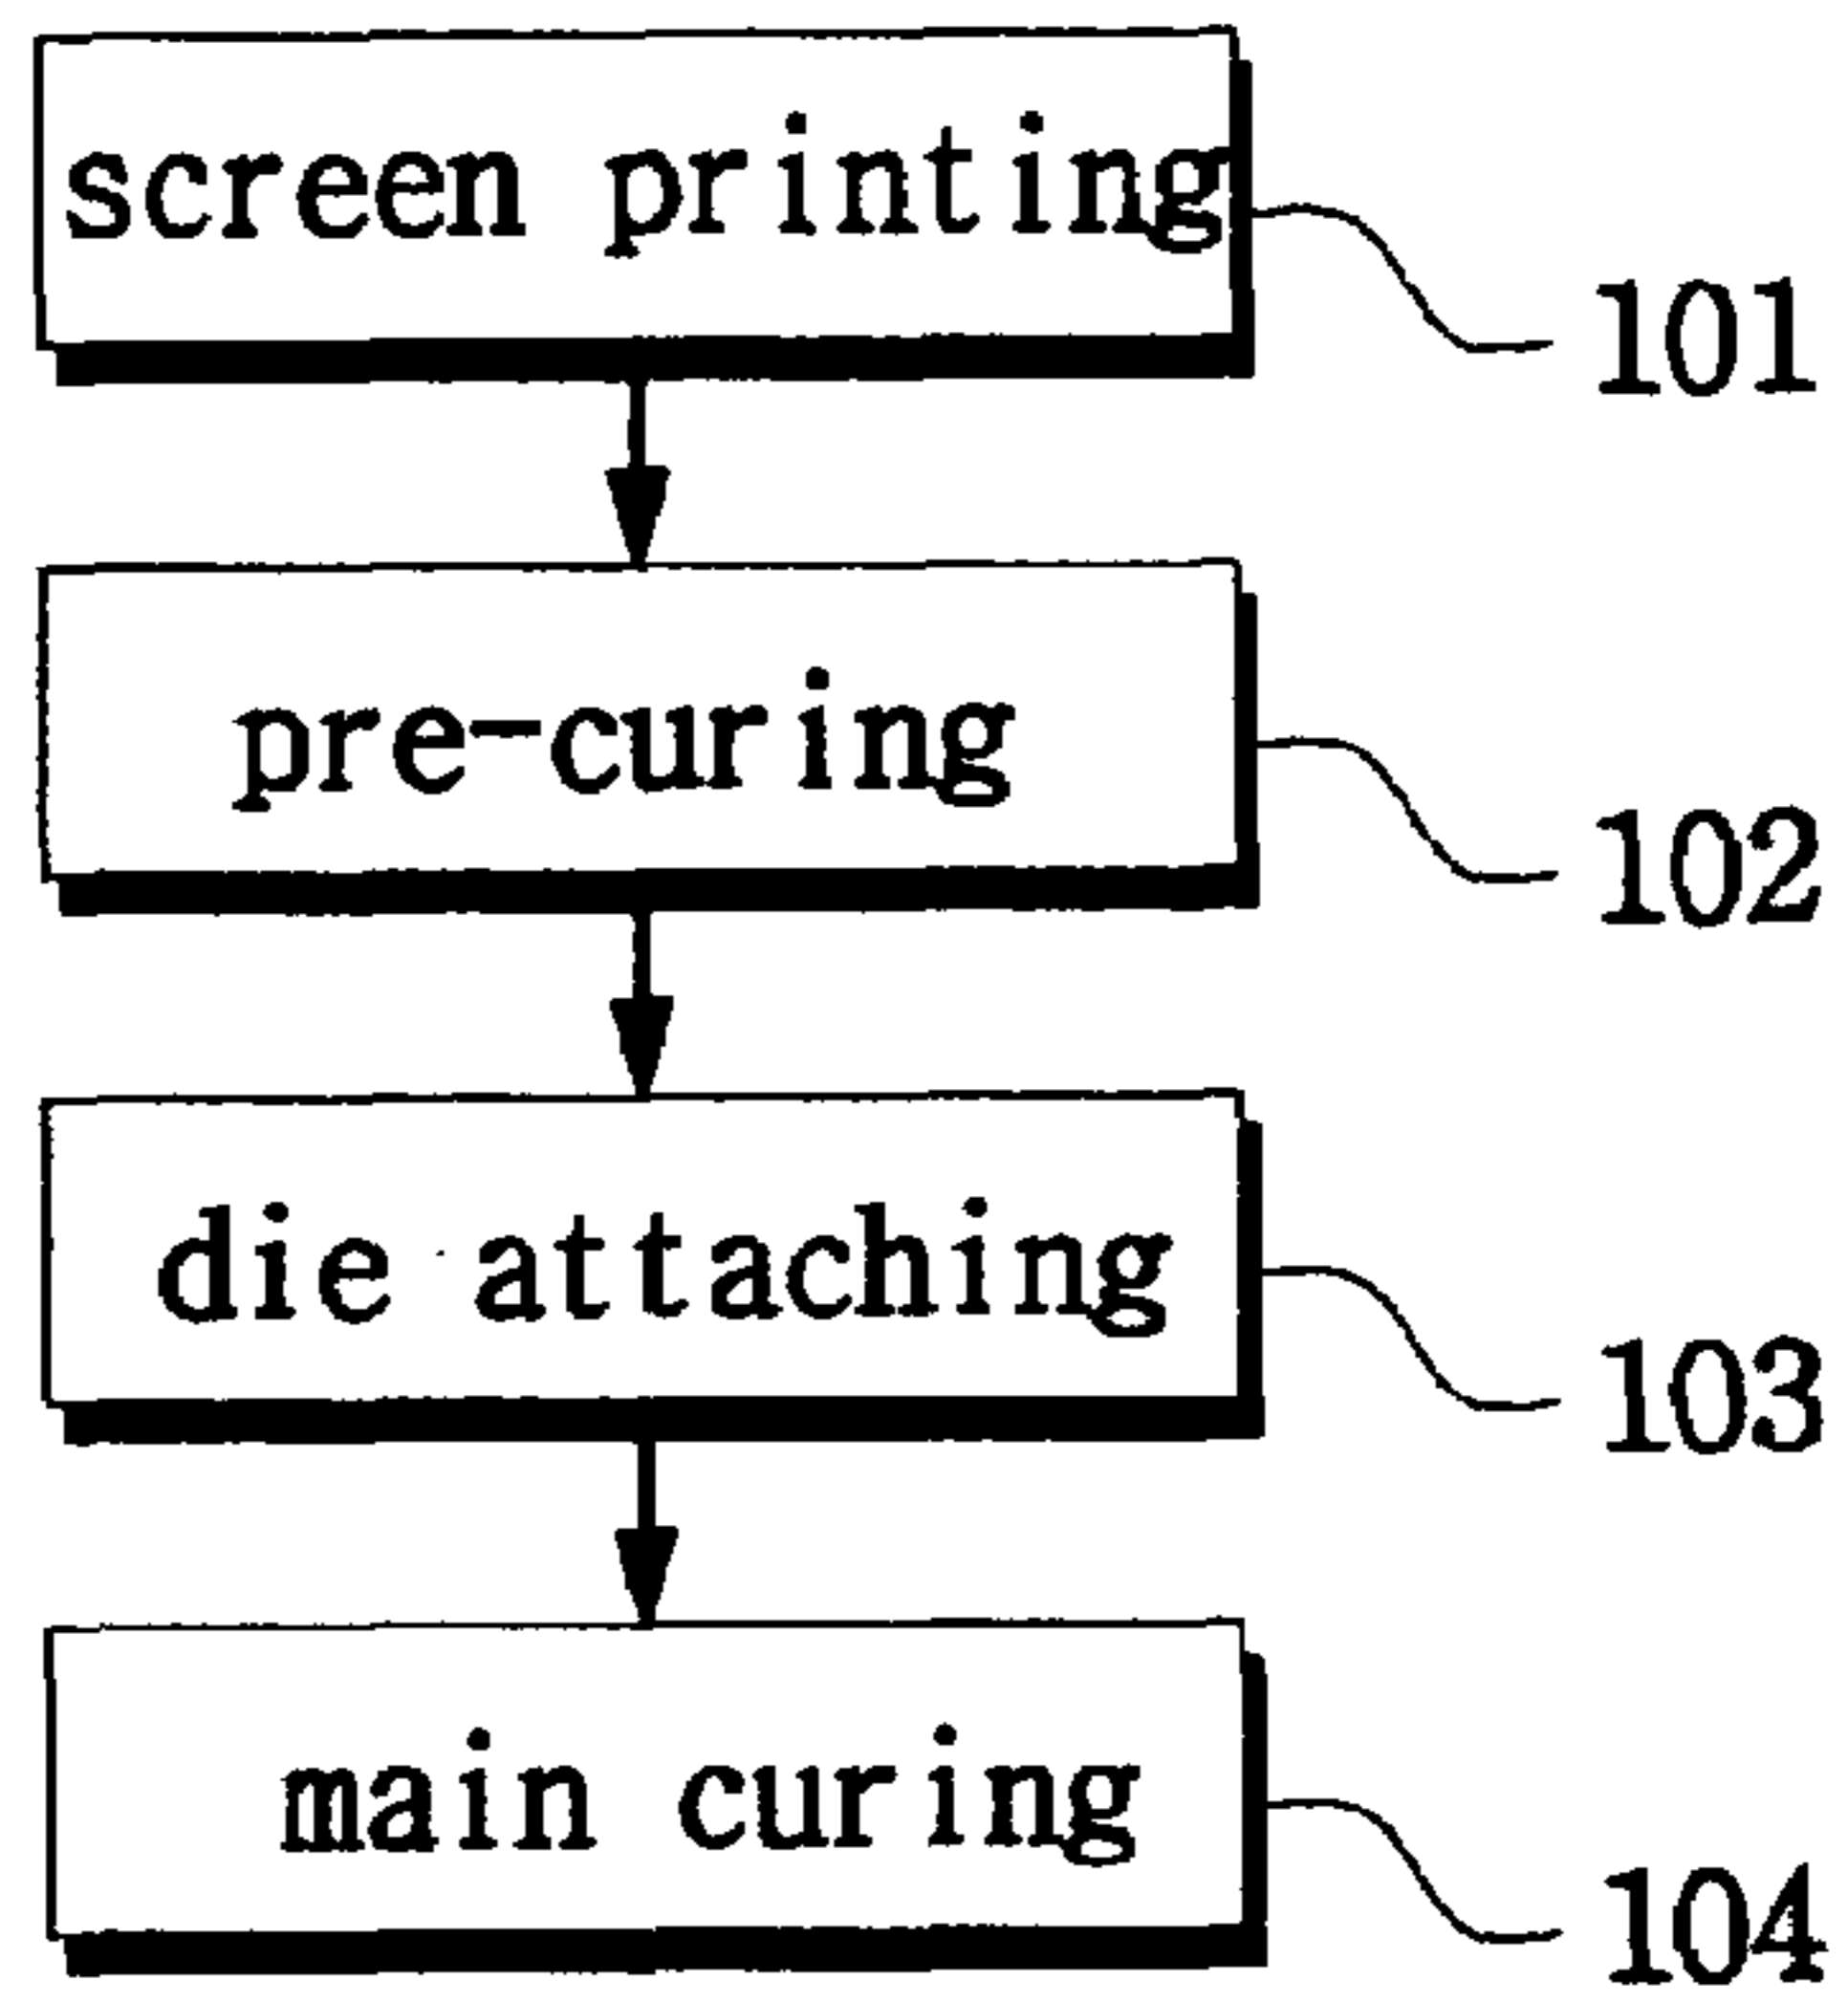 screen printing
101
pre-curing
102
die attaching
103
main curing
104